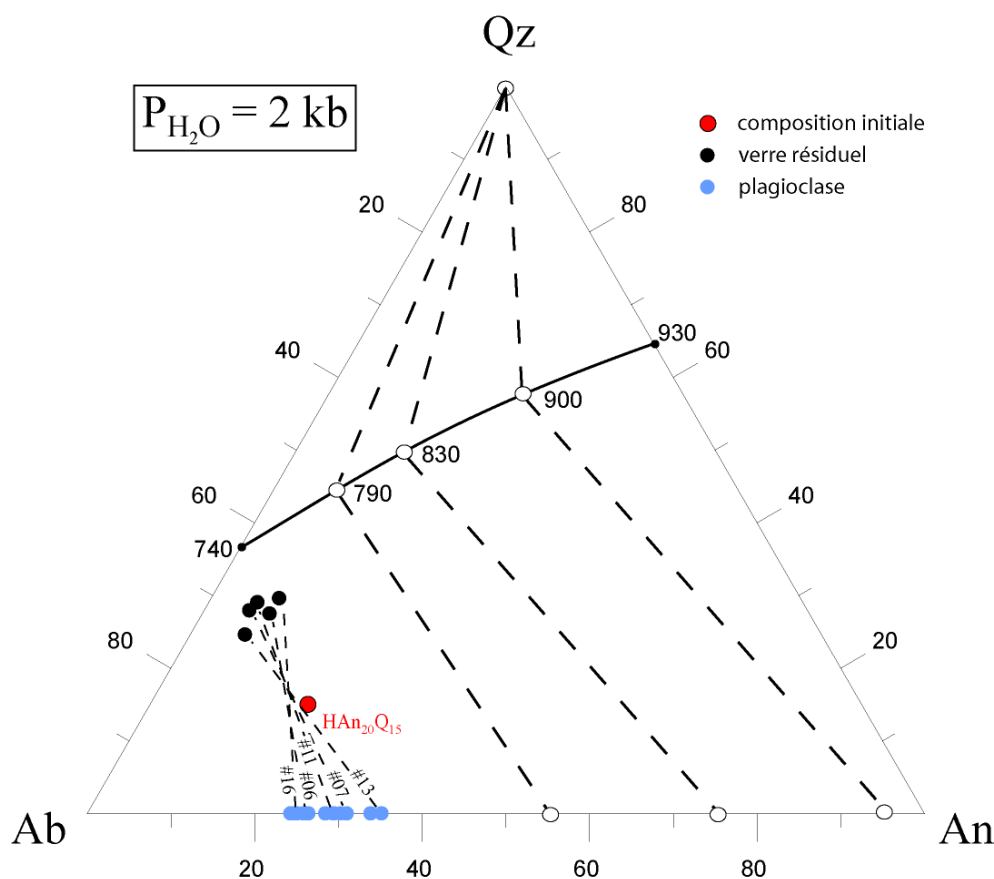 Qz
P_H₂O = 2 kb
composition initiale
verre résiduel
plagioclase
20
80
930
40
60
900
830
60
790
40
740
80
20
HAn₂₀Q₁₅
#16
#06
#11
#07
#13
Ab
An
20
40
60
80